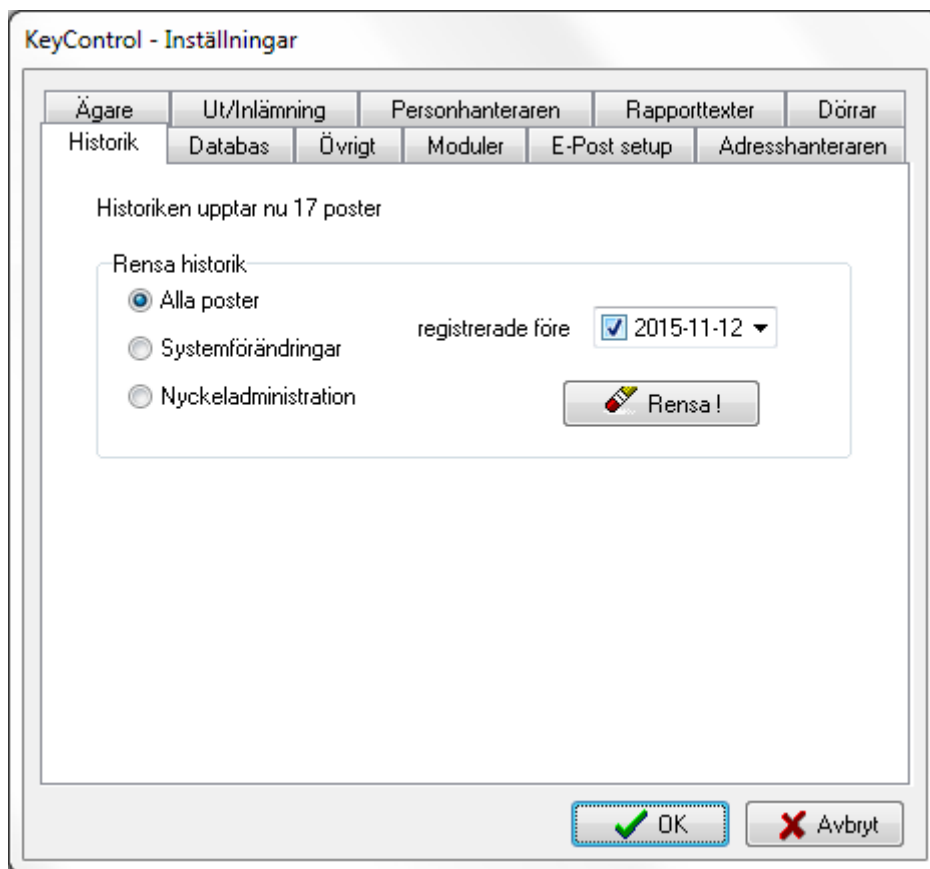 KeyControl - Inställningar
Ägare Ut/Inlämning Personhanteraren Rapporttexter Dörrar
Historik Databas Övrigt Moduler E-Post setup Adresshanteraren
Historiken upptar nu 17 poster
Rensa historik
Alla poster
registrerade före 2015-11-12
Systemförändringar
Nyckeladministration
Rensa !
OK Avbryt